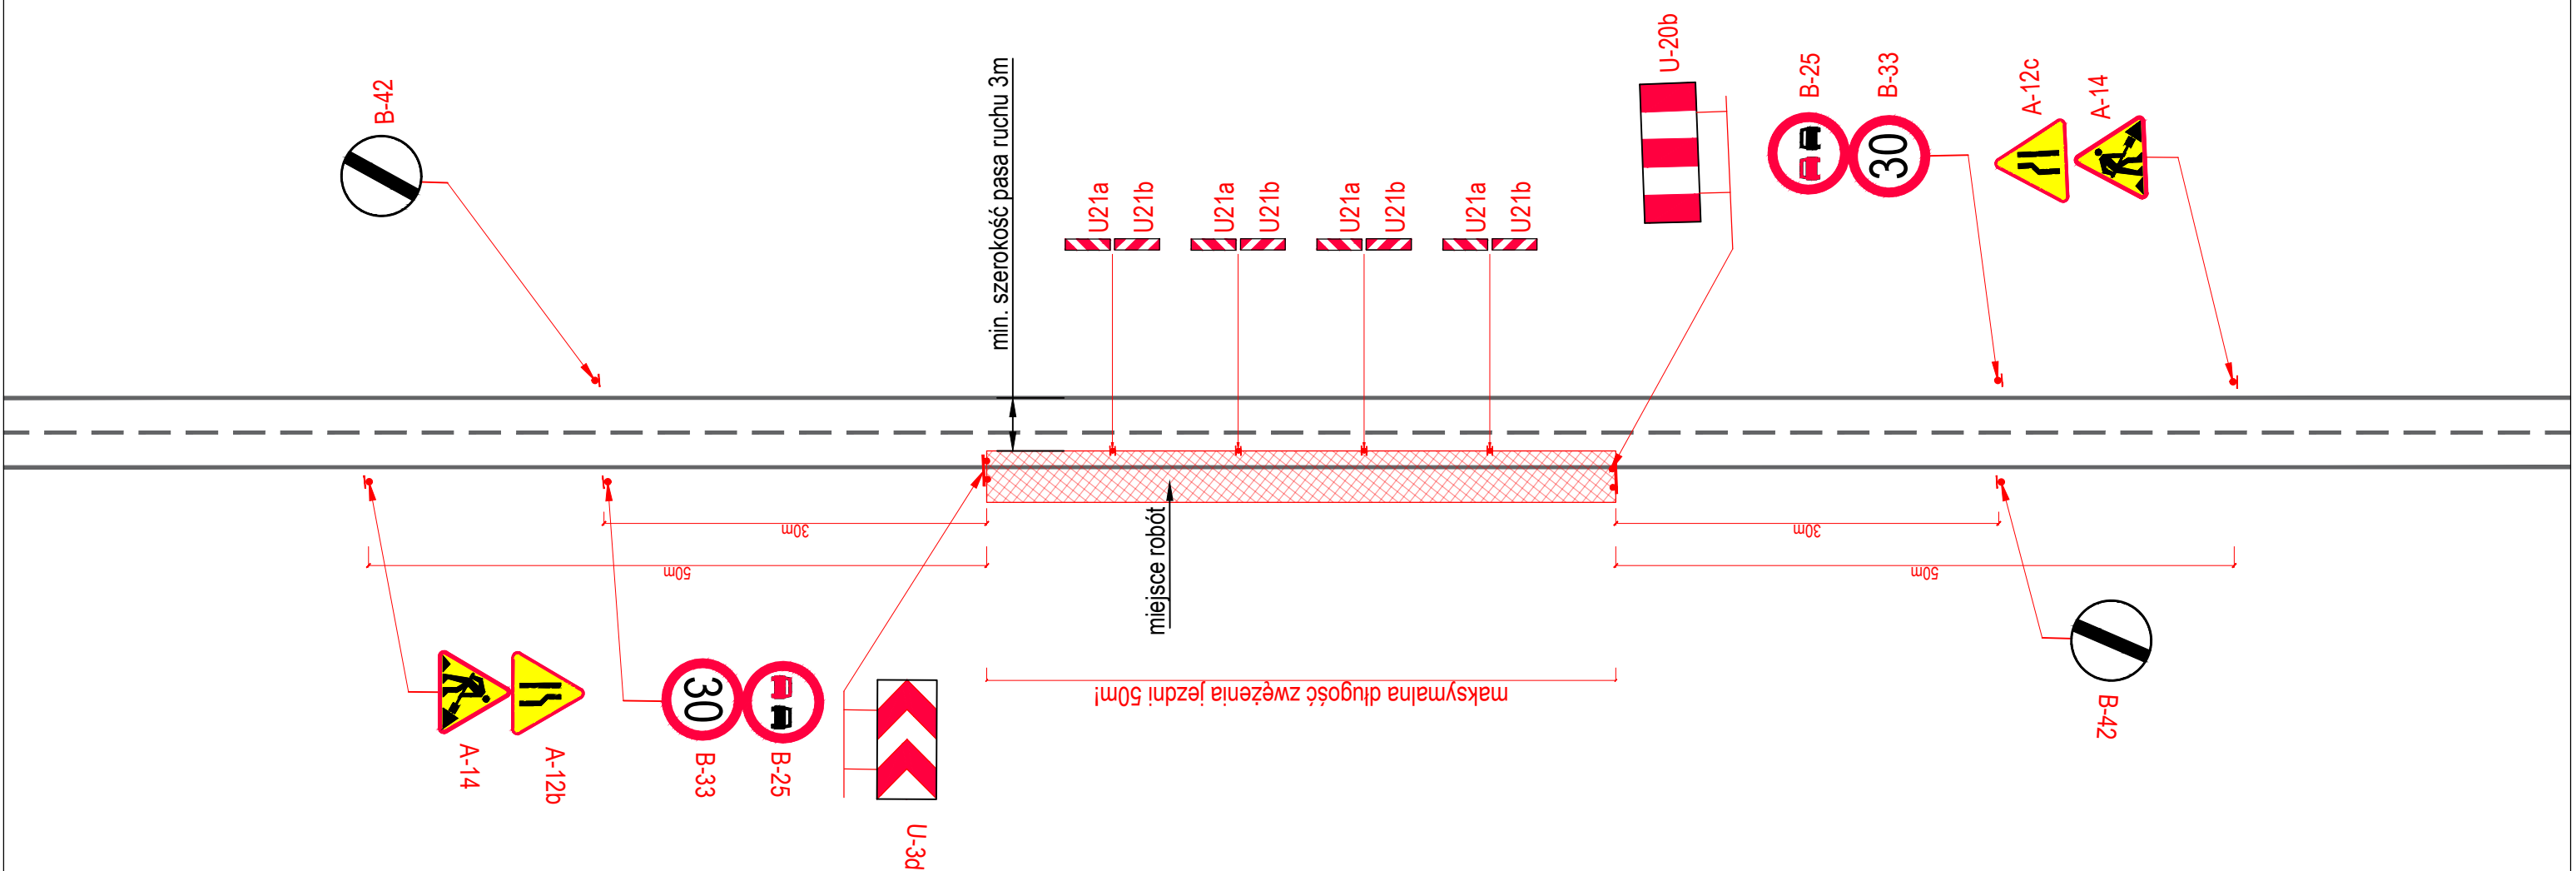 B-42
min. szerokość pasa ruchu 3m
U21a
U21b
U21a
U21b
U21a
U21b
U21a
U21b
U-20b
B-25
B-33
30
A-12c
A-14
30m
50m
30m
50m
miejsce robót
maksymalna długość zwężenia jezdni 50m!
A-14
A-12b
30
B-33
B-25
U-3d
B-42